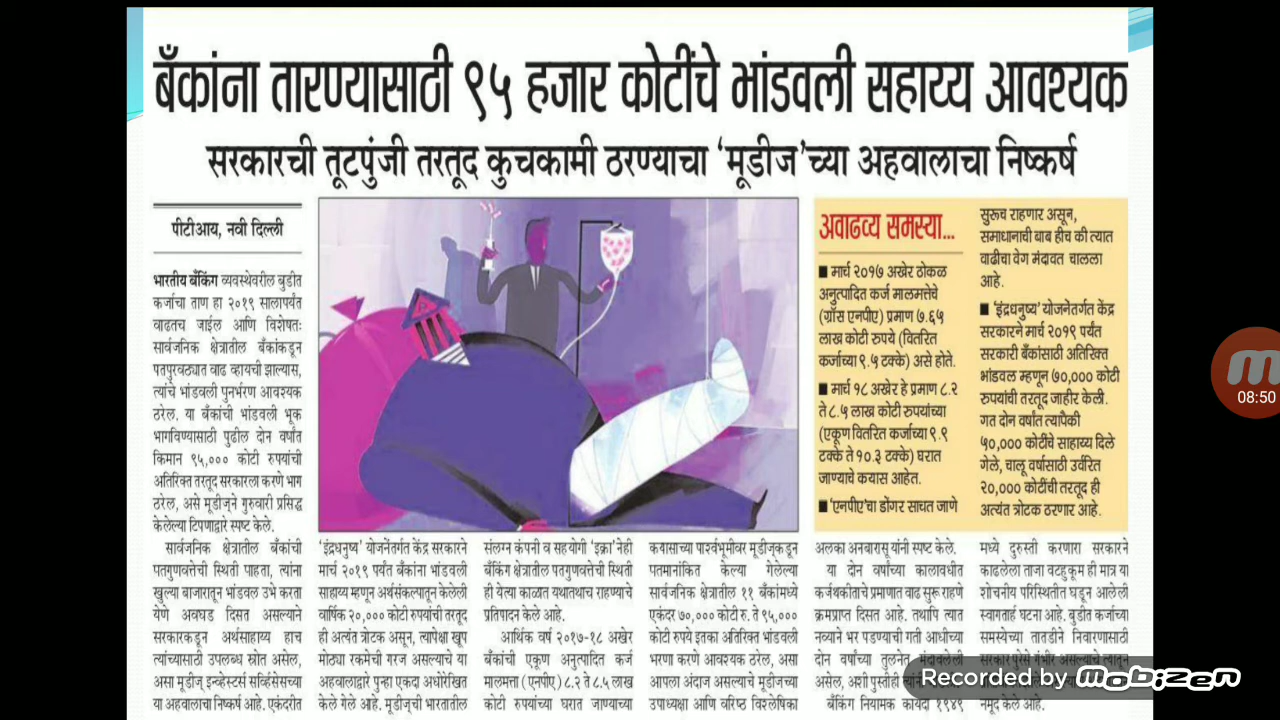 बँकांना तारण्यासाठी ९५ हजार कोटींचे भांडवली सहाय्य आवश्यक
सरकारची तूटपुंजी तरतूद कुचकामी ठरण्याचा ‘मूडीज’च्या अहवालाचा निष्कर्ष
पीटीआय, नवी दिल्ली
भारतीय बँकिंग व्यवस्थेवरील बुडीत
कर्जाचा ताण हा २०१९ सालापर्यंत
वाढतच जाईल आणि विशेषतः
सार्वजनिक क्षेत्रातील बँकांकडून
पतपुरवठ्यात वाढ व्हायची झाल्यास,
त्यांचे भांडवली पुनर्भरण आवश्यक
ठरेल. या बँकांची भांडवली भूक
भागविण्यासाठी पुढील दोन वर्षांत
किमान ९५,००० कोटी रुपयांची
अतिरिक्त तरतूद सरकारला करणे भाग
ठरेल, असे मूडीजने गुरुवारी प्रसिद्ध
केलेल्या टिपणाद्वारे स्पष्ट केले.
सार्वजनिक क्षेत्रातील बँकांची
पतगुणवत्तेची स्थिती पाहता, त्यांना
खुल्या बाजारातून भांडवल उभे करता
येणे अवघड दिसत असल्याने
सरकारकडून अर्थसाहाय्य हाच
त्यांच्यासाठी उपलब्ध स्रोत असेल,
असा मूडीज् इन्व्हेस्टर्स सर्व्हिसेसच्या
या अहवालाचा निष्कर्ष आहे. एकंदरीत
‘इंद्रधनुष्य’ योजनेंतर्गत केंद्र सरकारने
मार्च २०१९ पर्यंत बँकांना भांडवली
साहाय्य म्हणून अर्थसंकल्पातून केलेली
वार्षिक २०,००० कोटी रुपयांची तरतूद
ही अत्यंत त्रोटक असून, त्यापेक्षा खूप
मोठ्या रकमेची गरज असल्याचे या
अहवालाद्वारे पुन्हा एकदा अधोरेखित
केले गेले आहे. मूडीज्ची भारतातील
संलग्न कंपनी व सहयोगी ‘इक्रा’नेही
बँकिंग क्षेत्रातील पतगुणवत्तेची स्थिती
ही येत्या काळात यथातथाच राहण्याचे
प्रतिपादन केले आहे.
आर्थिक वर्ष २०१७-१८ अखेर
बँकांची एकूण अनुत्पादित कर्ज
मालमत्ता (एनपीए) ८.२ ते ८.५ लाख
कोटी रुपयांच्या घरात जाण्याच्या
कयासाच्या पार्श्वभूमीवर मूडीज्कडून
पतमानांकित केल्या गेलेल्या
सार्वजनिक क्षेत्रातील ११ बँकांमध्ये
एकंदर ७०,००० कोटी रु. ते ९५,०००
कोटी रुपये इतका अतिरिक्त भांडवली
भरणा करणे आवश्यक ठरेल, असा
आपला अंदाज असल्याचे मूडीजच्या
उपाध्यक्षा आणि वरिष्ठ विश्लेषिका
अवाढव्य समस्या...
■ मार्च २०१७ अखेर ठोकळ
अनुत्पादित कर्ज मालमत्तेचे
(ग्रॉस एनपीए) प्रमाण ७.६५
लाख कोटी रुपये (वितरित
कर्जाच्या ९.५ टक्के) असे होते.
■ मार्च १८ अखेर हे प्रमाण ८.२
ते ८.५ लाख कोटी रुपयांच्या
(एकूण वितरित कर्जाच्या ९.९
टक्के ते १०.३ टक्के) घरात
जाण्याचे कयास आहेत.
■ ‘एनपीए’चा डोंगर साचत जाणे
सुरूच राहणार असून,
समाधानाची बाब हीच की त्यात
वाढीचा वेग मंदावत चालला
आहे.
■ ‘इंद्रधनुष्य’ योजनेंतर्गत केंद्र
सरकारने मार्च २०१९ पर्यंत
सरकारी बँकांसाठी अतिरिक्त
भांडवल म्हणून ७०,००० कोटी
रुपयांची तरतूद जाहीर केली.
गत दोन वर्षांत त्यापैकी
५०,००० कोटींचे साहाय्य दिले
गेले, चालू वर्षासाठी उर्वरित
२०,००० कोटींची तरतूद ही
अत्यंत त्रोटक ठरणार आहे.
अलका अनबारासू यांनी स्पष्ट केले.
या दोन वर्षांच्या कालावधीत
कर्जथकीताचे प्रमाणात वाढ सुरू राहणे
क्रमप्राप्त दिसत आहे. तथापि त्यात
नव्याने भर पडण्याची गती आधीच्या
दोन वर्षांच्या तुलनेत मंदावलेली
असेल, अशी पुस्तीही त्यांनी
बँकिंग नियामक कायदा १९४९
मध्ये दुरुस्ती करणारा सरकारने
काढलेला ताजा वटहुकूम ही मात्र या
शोचनीय परिस्थितीत घडून आलेली
स्वागतार्ह घटना आहे. बुडीत कर्जाच्या
समस्येच्या तातडीने निवारणासाठी
सरकार पुरेसे गंभीर असल्याचे त्यातून
नमूद केले आहे.
08:50
Recorded by mobizen